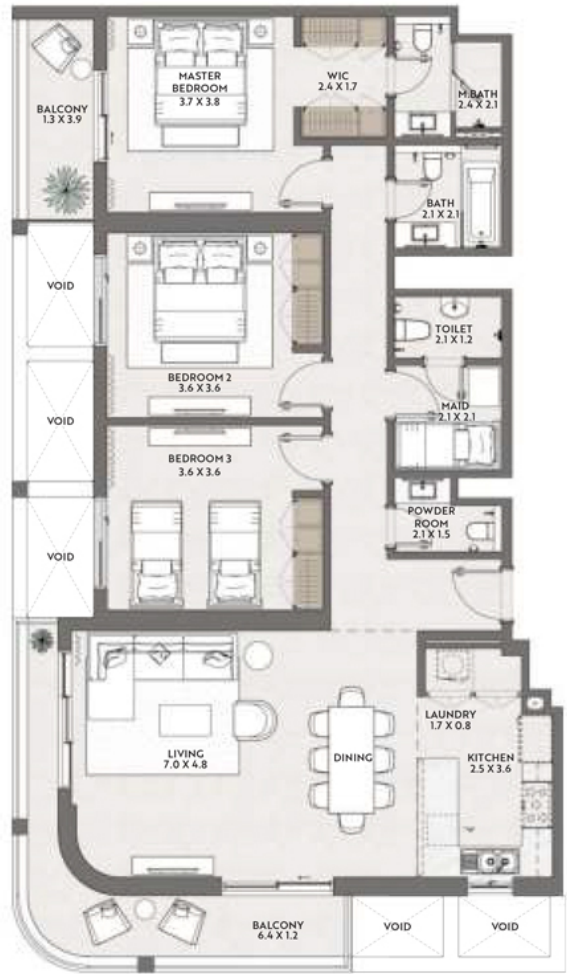 MASTER
BEDROOM
3.7 X 3.8
WIC
2.4 X 1.7
M.BATH
2.4 X 2.1
BALCONY
1.3 X 3.9
BATH
2.1 X 2.1
VOID
TOILET
2.1 X 1.2
BEDROOM 2
3.6 X 3.6
MAID
2.1 X 2.1
VOID
BEDROOM 3
3.6 X 3.6
POWDER
ROOM
2.1 X 1.5
VOID
LAUNDRY
1.7 X 0.8
LIVING
7.0 X 4.8
DINING
KITCHEN
2.5 X 3.6
BALCONY
6.4 X 1.2
VOID
VOID